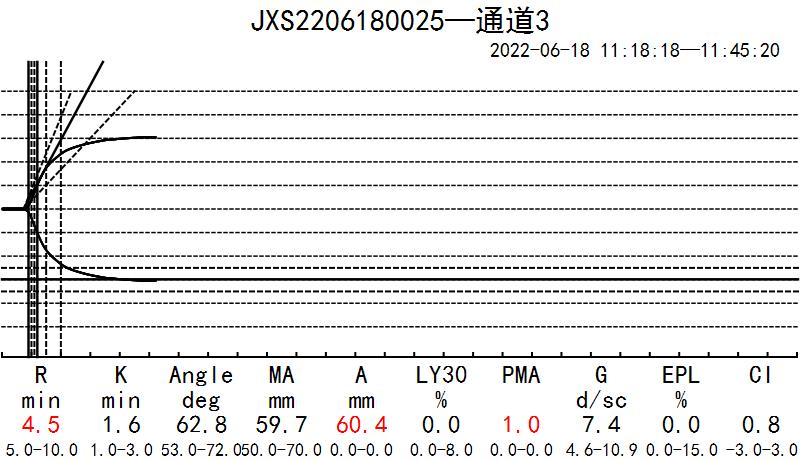 JXS2206180025—通道3
2022-06-18 11:18:18—11:45:20
R K Angle MA A LY30 PMA G EPL CI
min min deg mm mm % d/sc %
4.5 1.6 62.8 59.7 60.4 0.0 1.0 7.4 0.0 0.8
5.0-10.0 1.0-3.0 53.0-72.0 50.0-70.0 0.0-0.0 0.0-8.0 0.0-0.0 4.6-10.9 0.0-15.0 -3.0-3.0